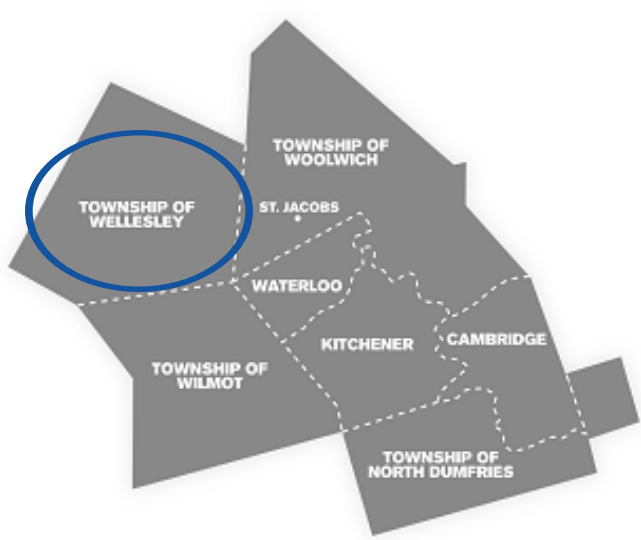 TOWNSHIP OF
WOOLWICH
TOWNSHIP OF
WELLESLEY
ST. JACOBS
WATERLOO
KITCHENER
CAMBRIDGE
TOWNSHIP OF
WILMOT
TOWNSHIP OF
NORTH DUMFRIES